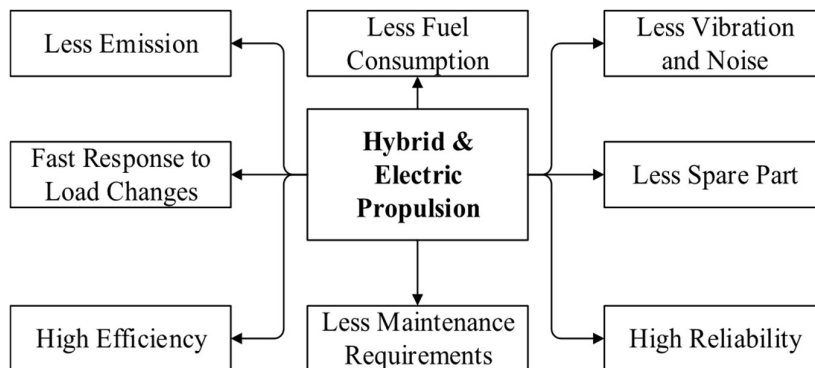 Less Emission
Less Fuel
Consumption
Less Vibration
and Noise
Fast Response to
Load Changes
Hybrid &
Electric
Propulsion
Less Spare Part
High Efficiency
Less Maintenance
Requirements
High Reliability